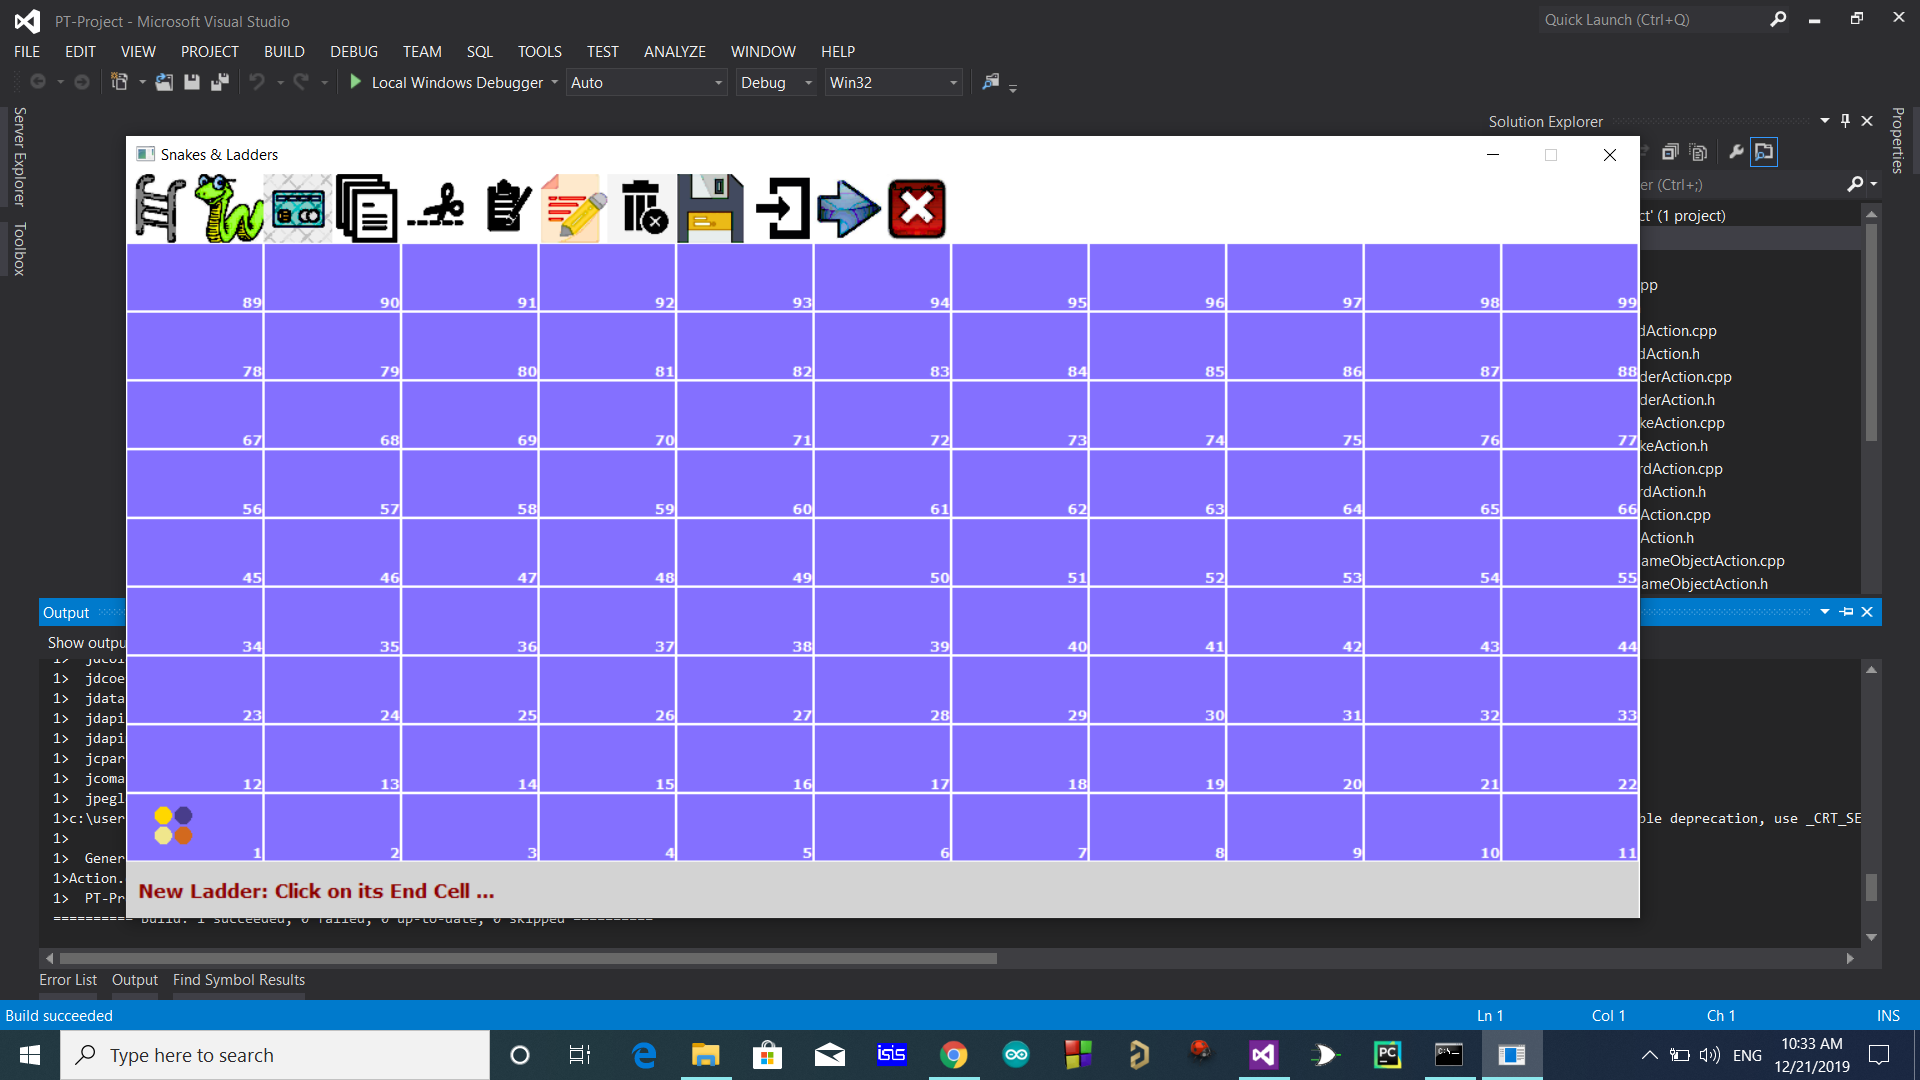 PT-Project - Microsoft Visual Studio
Quick Launch (Ctrl+Q)
FILE EDIT VIEW PROJECT BUILD DEBUG TEAM SQL TOOLS TEST ANALYZE WINDOW HELP
Local Windows Debugger Auto Debug Win32
Server Explorer
Toolbox
Solution Explorer
Properties
(Ctrl+;)
(1 project)
Snakes & Ladders
89 90 91 92 93 94 95 96 97 98 99
78 79 80 81 82 83 84 85 86 87 88
67 68 69 70 71 72 73 74 75 76 77
56 57 58 59 60 61 62 63 64 65 66
45 46 47 48 49 50 51 52 53 54 55
34 35 36 37 38 39 40 41 42 43 44
23 24 25 26 27 28 29 30 31 32 33
12 13 14 15 16 17 18 19 20 21 22
1 2 3 4 5 6 7 8 9 10 11
New Ladder: Click on its End Cell ...
pp
dAction.cpp
dAction.h
derAction.cpp
derAction.h
keAction.cpp
keAction.h
rdAction.cpp
rdAction.h
Action.cpp
Action.h
ameObjectAction.cpp
ameObjectAction.h
Output
Show outpu
1> jdcoe
1> jdata
1> jdapi
1> jdapi
1> jcpar
1> jcoma
1> jpegl
1>c:\user
ble deprecation, use _CRT_SE
1>
1> Gener
1>Action.
1> PT-Pr
========== Build: 1 succeeded, 0 failed, 0 up-to-date, 0 skipped ==========
Error List Output Find Symbol Results
Build succeeded
Ln 1 Col 1 Ch 1 INS
Type here to search
isis
PC
C:\
ENG
10:33 AM
12/21/2019